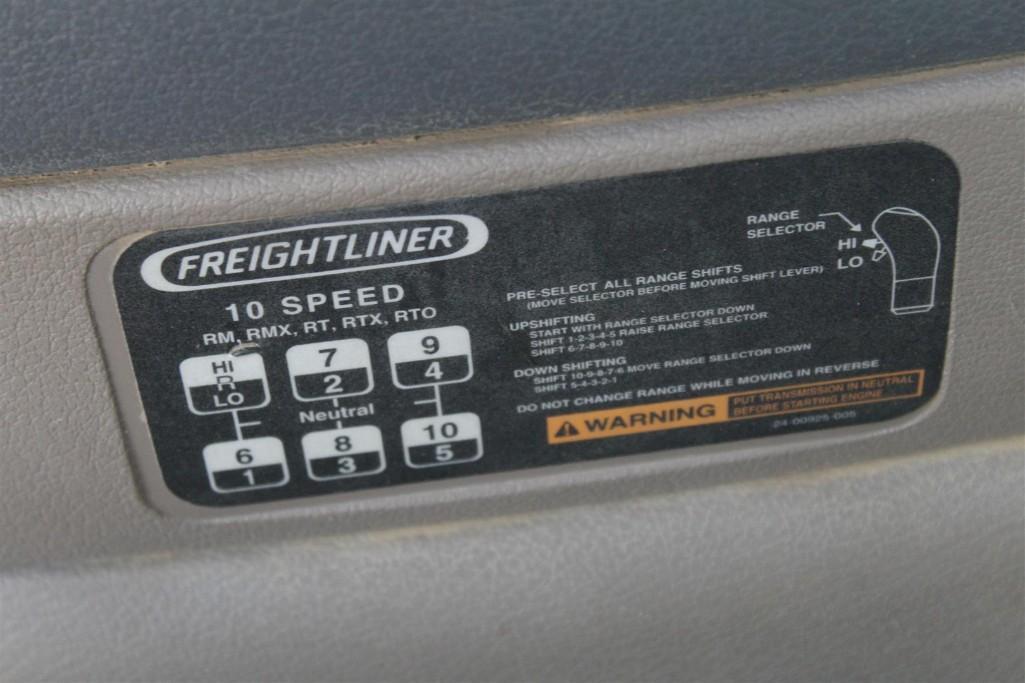 FREIGHTLINER
10 SPEED
RM, RMX, RT, RTX, RTO
HI
R
LO
7
2
9
4
Neutral
6
1
8
3
10
5
RANGE
SELECTOR
HI
LO
PRE-SELECT ALL RANGE SHIFTS
(MOVE SELECTOR BEFORE MOVING SHIFT LEVER)
UPSHIFTING
START WITH RANGE SELECTOR DOWN
SHIFT 1-2-3-4-5 RAISE RANGE SELECTOR
SHIFT 6-7-8-9-10
DOWN SHIFTING
SHIFT 10-9-8-7-6 MOVE RANGE SELECTOR DOWN
SHIFT 5-4-3-2-1
DO NOT CHANGE RANGE WHILE MOVING IN REVERSE
WARNING
PUT TRANSMISSION IN NEUTRAL
BEFORE STARTING ENGINE
24-00925-005